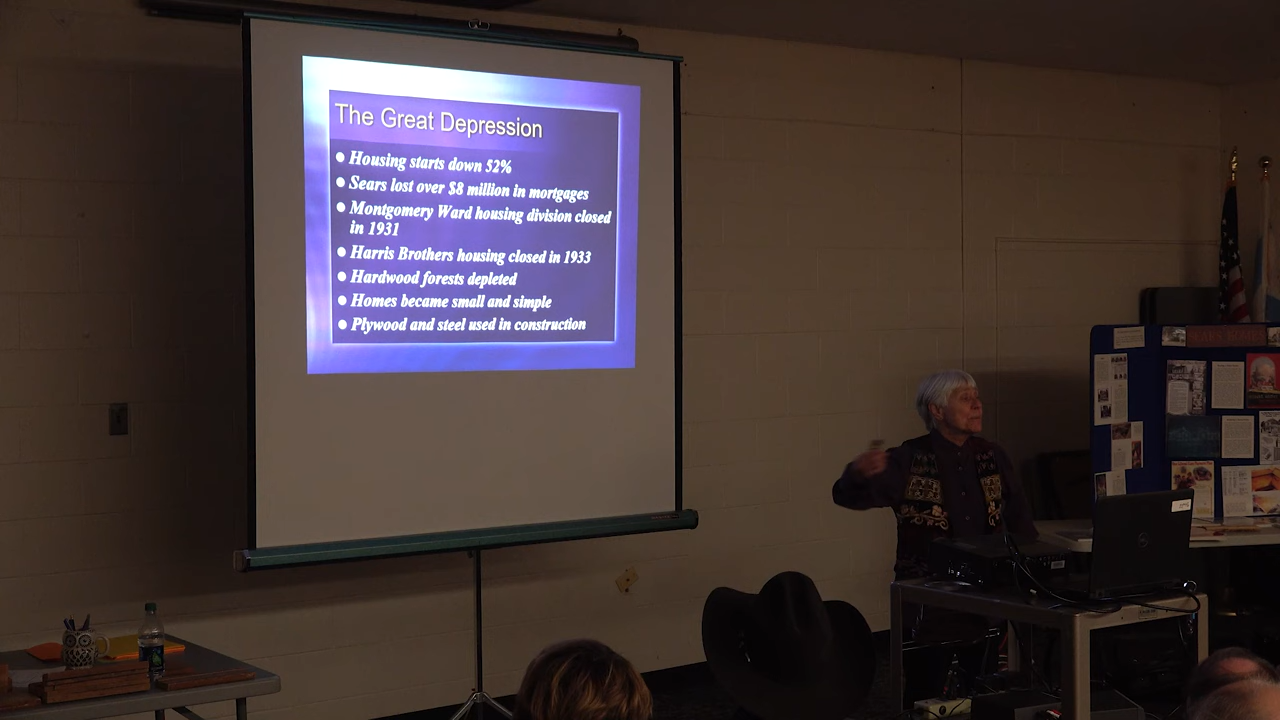 The Great Depression
Housing starts down 52%
Sears lost over $8 million in mortgages
Montgomery Ward housing division closed
in 1931
Harris Brothers housing closed in 1933
Hardwood forests depleted
Homes became small and simple
Plywood and steel used in construction